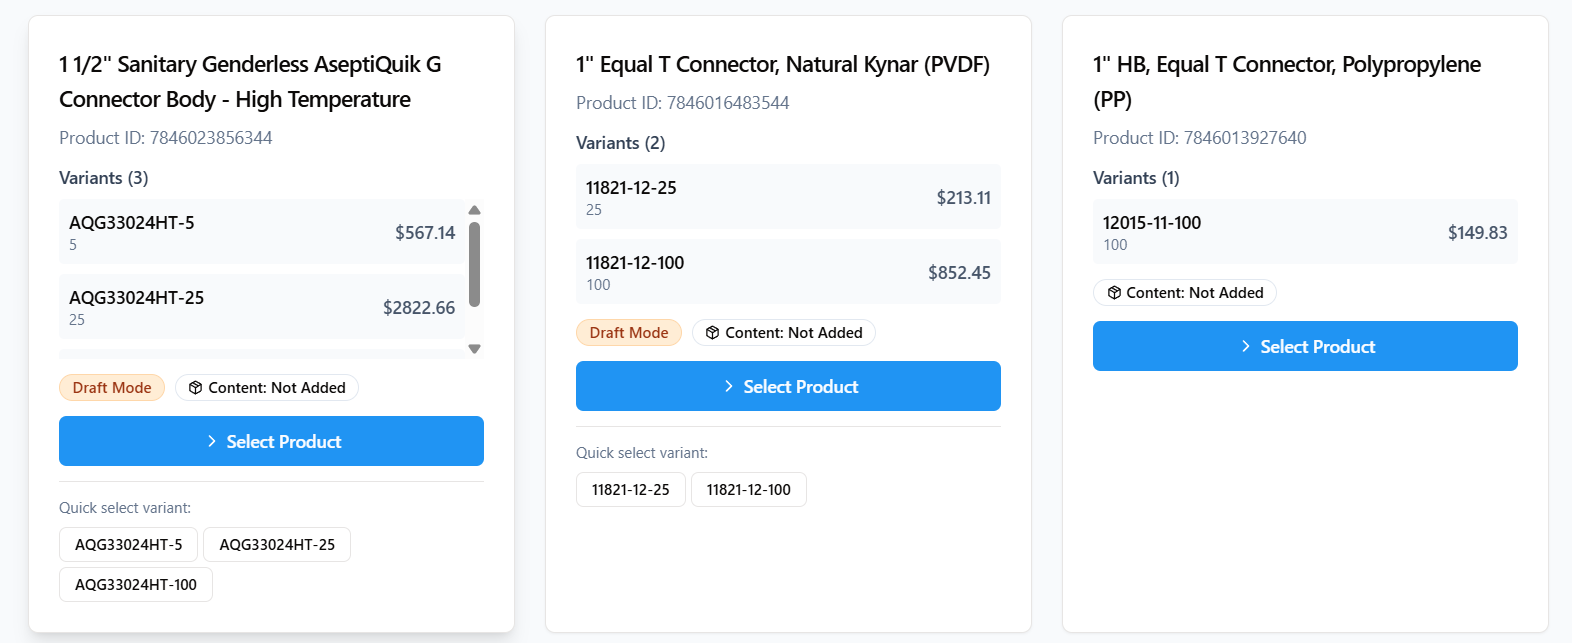 1 1/2" Sanitary Genderless AseptiQuik G
Connector Body - High Temperature
Product ID: 7846023856344
Variants (3)
AQG33024HT-5
5
$567.14
AQG33024HT-25
25
$2822.66
Draft Mode
Content: Not Added
Select Product
Quick select variant:
AQG33024HT-5
AQG33024HT-25
AQG33024HT-100
1" Equal T Connector, Natural Kynar (PVDF)
Product ID: 7846016483544
Variants (2)
11821-12-25
25
$213.11
11821-12-100
100
$852.45
Draft Mode
Content: Not Added
Select Product
Quick select variant:
11821-12-25
11821-12-100
1" HB, Equal T Connector, Polypropylene
(PP)
Product ID: 7846013927640
Variants (1)
12015-11-100
100
$149.83
Content: Not Added
Select Product